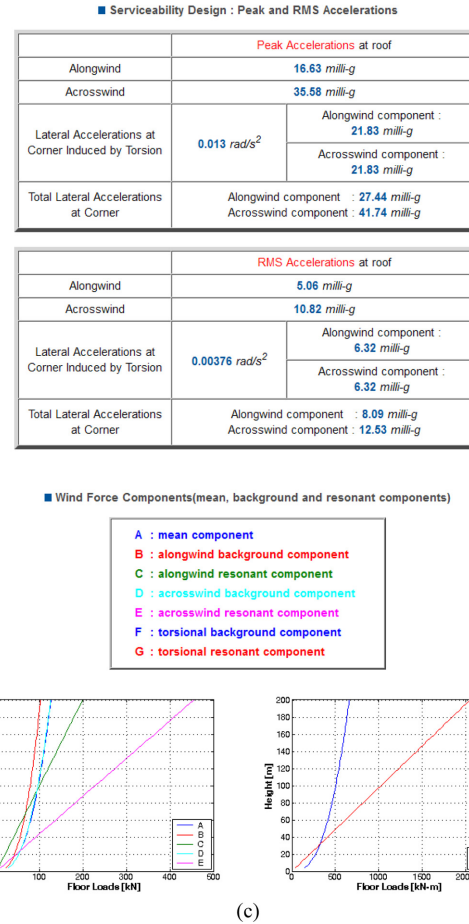 ■ Serviceability Design : Peak and RMS Accelerations
Peak Accelerations at roof
Alongwind 16.63 milli-g
Acrosswind 35.58 milli-g
Lateral Accelerations at
Corner Induced by Torsion
0.013 rad/s²
Alongwind component :
21.83 milli-g
Acrosswind component :
21.83 milli-g
Total Lateral Accelerations
at Corner
Alongwind component : 27.44 milli-g
Acrosswind component : 41.74 milli-g
RMS Accelerations at roof
Alongwind 5.06 milli-g
Acrosswind 10.82 milli-g
Lateral Accelerations at
Corner Induced by Torsion
0.00376 rad/s²
Alongwind component :
6.32 milli-g
Acrosswind component :
6.32 milli-g
Total Lateral Accelerations
at Corner
Alongwind component : 8.09 milli-g
Acrosswind component : 12.53 milli-g
■ Wind Force Components(mean, background and resonant components)
A : mean component
B : alongwind background component
C : alongwind resonant component
D : acrosswind background component
E : acrosswind resonant component
F : torsional background component
G : torsional resonant component
A
B
C
D
E
100 200 300 400 500
Floor Loads [kN]
Height [m]
200
180
160
140
120
100
80
60
40
20
0
0 500 1000 1500
Floor Loads [kN-m]
(c)